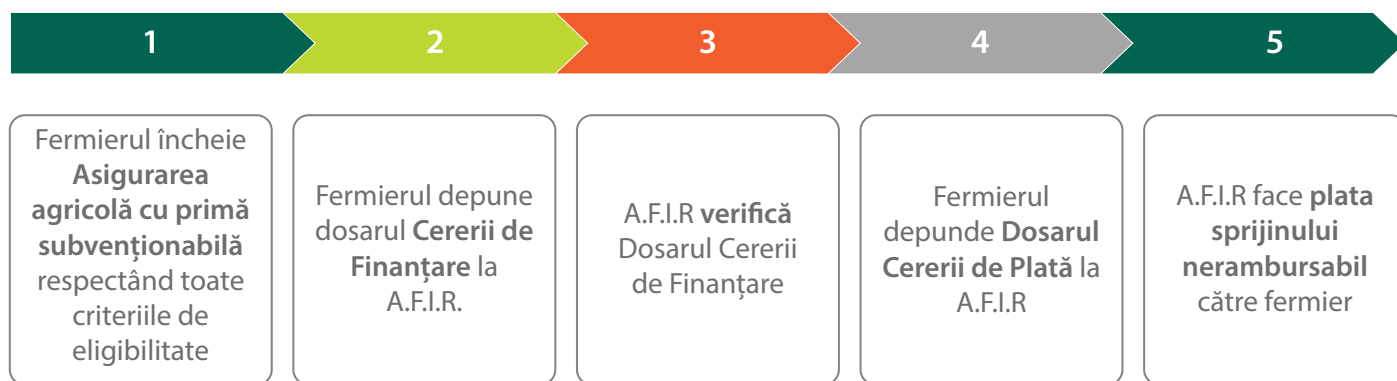 1
2
3
4
5
Fermierul încheie
Asigurarea
agricolă cu primă
subvenționabilă
respectând toate
criteriile de
eligibilitate
Fermierul depune
dosarul Cererii de
Finanțare la
A.F.I.R.
A.F.I.R verifică
Dosarul Cererii
de Finanțare
Fermierul
depunde Dosarul
Cererii de Plată la
A.F.I.R
A.F.I.R face plata
sprijinului
nerambursabil
către fermier